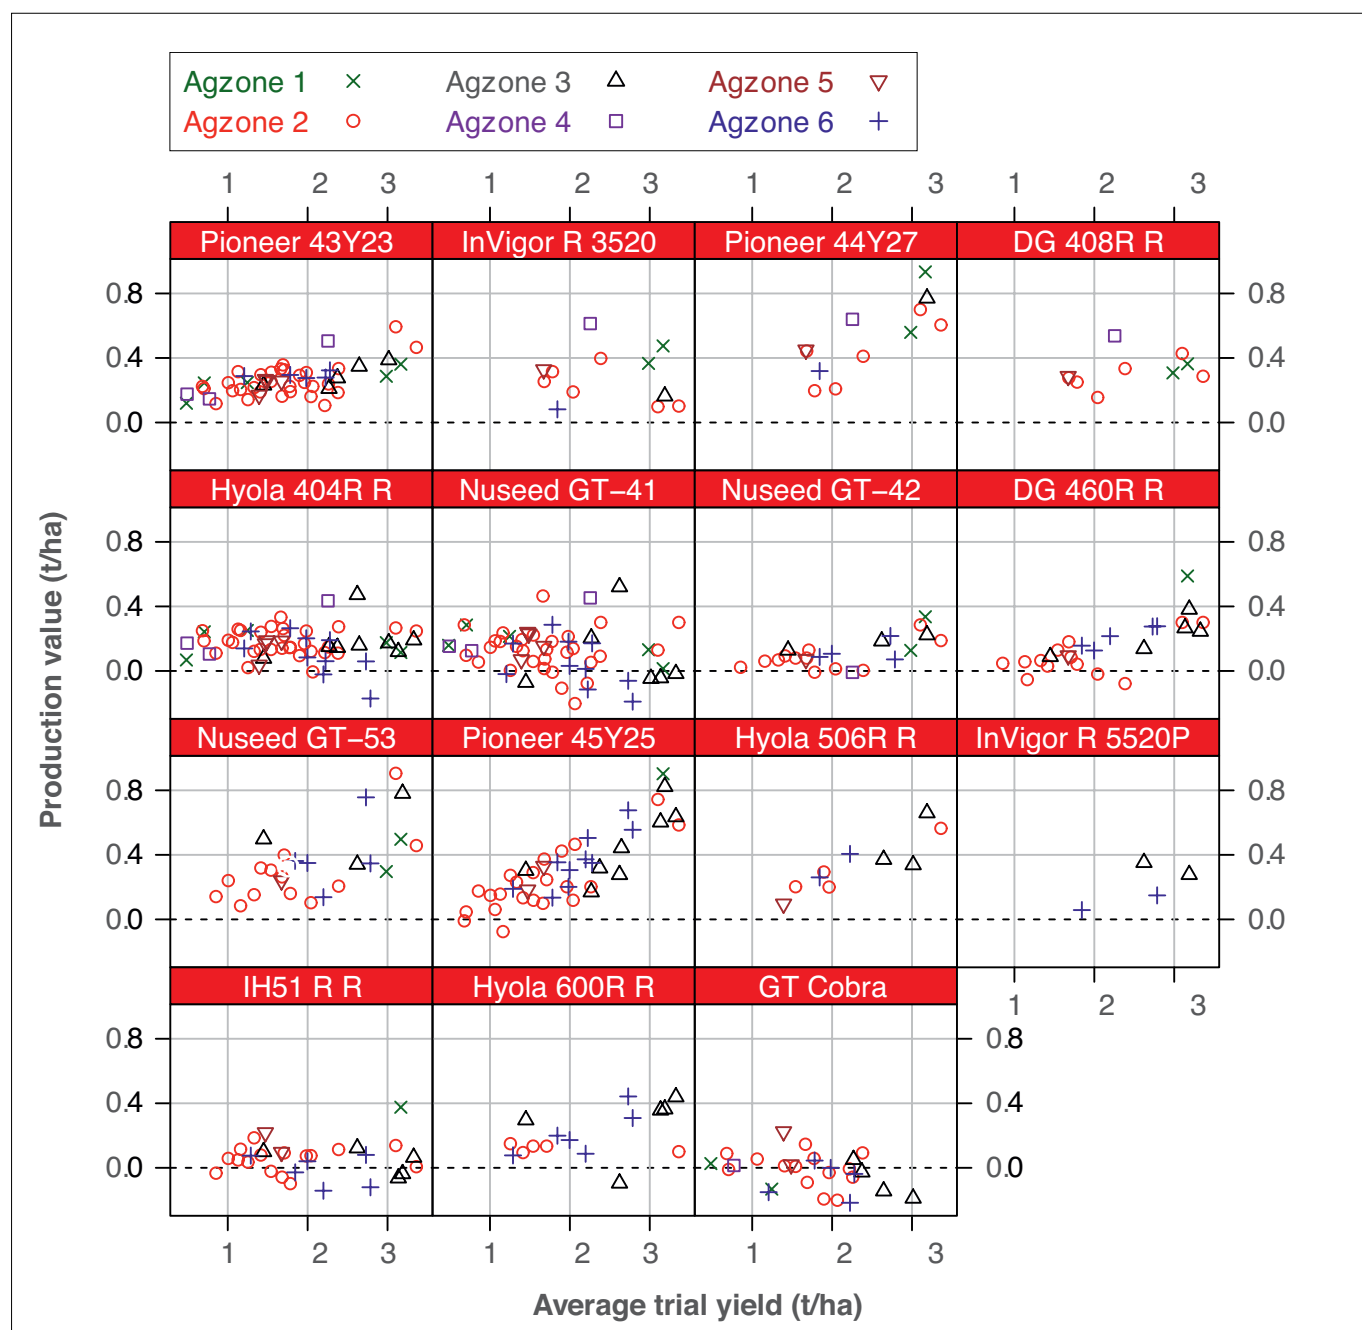 Agzone 1 Agzone 3 Agzone 5
Agzone 2 Agzone 4 Agzone 6
1 2 3 1 2 3 1 2 3 1 2 3
Pioneer 43Y23 InVigor R 3520 Pioneer 44Y27 DG 408R R
0.8 0.8
0.4 0.4
0.0 0.0
Hyola 404R R Nuseed GT-41 Nuseed GT-42 DG 460R R
0.8 0.8
0.4 0.4
0.0 0.0
Nuseed GT-53 Pioneer 45Y25 Hyola 506R R InVigor R 5520P
0.8 0.8
0.4 0.4
0.0 0.0
IH51 R R Hyola 600R R GT Cobra
1 2 3
0.8 0.8
0.4 0.4
0.0 0.0
1 2 3 1 2 3 1 2 3
Average trial yield (t/ha)
Production value (t/ha)